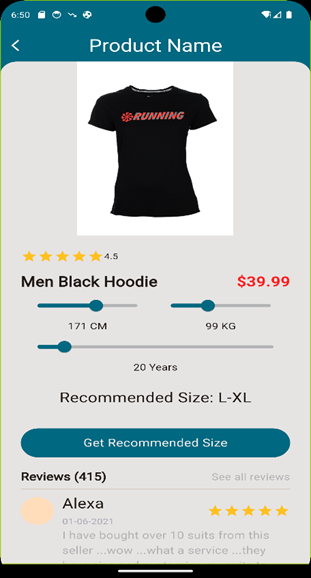 6:50
Product Name
RUNNING
4.5
Men Black Hoodie
$39.99
171 CM
99 KG
20 Years
Recommended Size: L-XL
Get Recommended Size
Reviews (415)
See all reviews
Alexa
01-06-2021
I have bought over 10 suits from this
seller ...wow ...what a service ...they